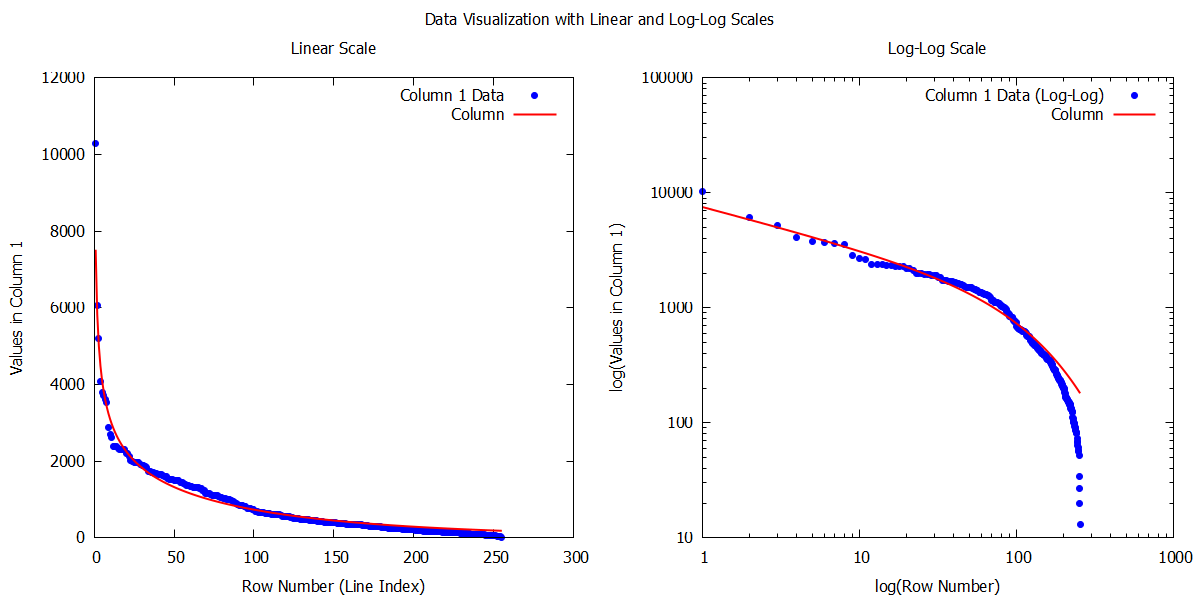 Data Visualization with Linear and Log-Log Scales
Linear Scale
12000
10000
8000
6000
4000
2000
0
Values in Column 1
Column 1 Data
Column
0 50 100 150 200 250 300
Row Number (Line Index)
Log-Log Scale
100000
10000
1000
100
10
log(Values in Column 1)
Column 1 Data (Log-Log)
Column
1 10 100 1000
log(Row Number)